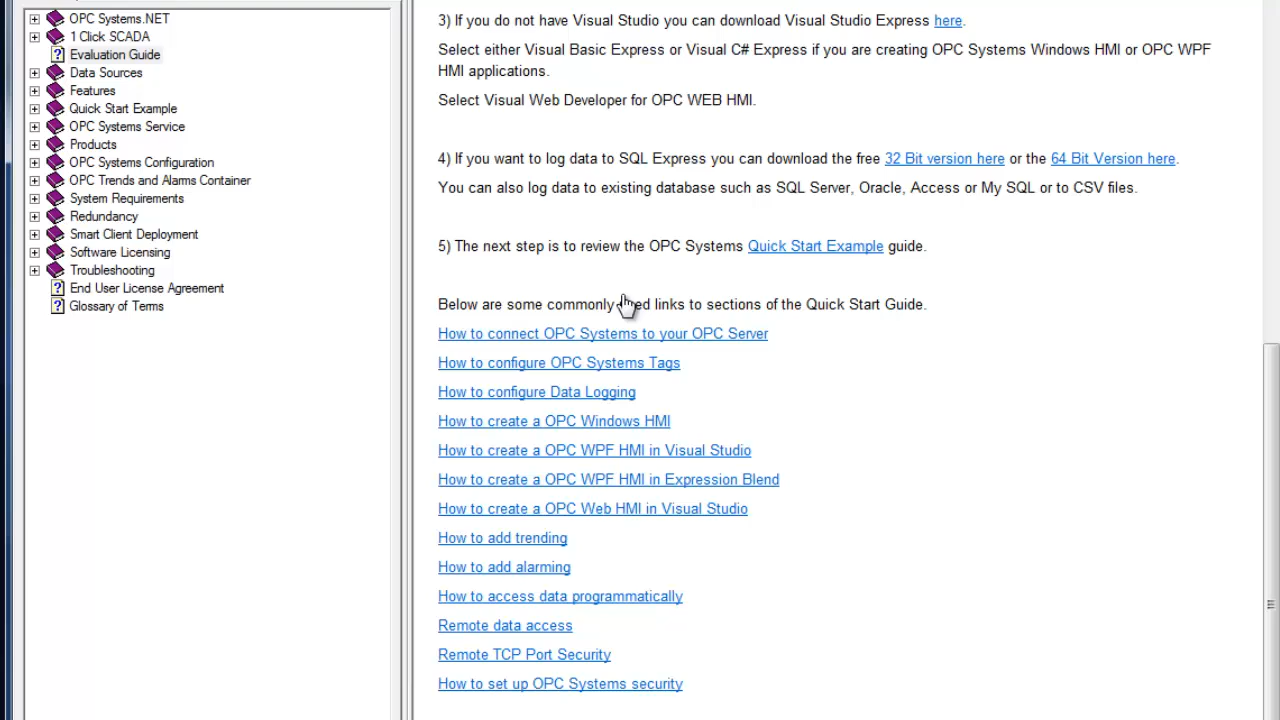 OPC Systems.NET
1 Click SCADA
Evaluation Guide
Data Sources
Features
Quick Start Example
OPC Systems Service
Products
OPC Systems Configuration
OPC Trends and Alarms Container
System Requirements
Redundancy
Smart Client Deployment
Software Licensing
Troubleshooting
End User License Agreement
Glossary of Terms
3) If you do not have Visual Studio you can download Visual Studio Express here.
Select either Visual Basic Express or Visual C# Express if you are creating OPC Systems Windows HMI or OPC WPF
HMI applications.
Select Visual Web Developer for OPC WEB HMI.
4) If you want to log data to SQL Express you can download the free 32 Bit version here or the 64 Bit Version here.
You can also log data to existing database such as SQL Server, Oracle, Access or My SQL or to CSV files.
5) The next step is to review the OPC Systems Quick Start Example guide.
Below are some commonly links to sections of the Quick Start Guide.
How to connect OPC Systems to your OPC Server
How to configure OPC Systems Tags
How to configure Data Logging
How to create a OPC Windows HMI
How to create a OPC WPF HMI in Visual Studio
How to create a OPC WPF HMI in Expression Blend
How to create a OPC Web HMI in Visual Studio
How to add trending
How to add alarming
How to access data programmatically
Remote data access
Remote TCP Port Security
How to set up OPC Systems security